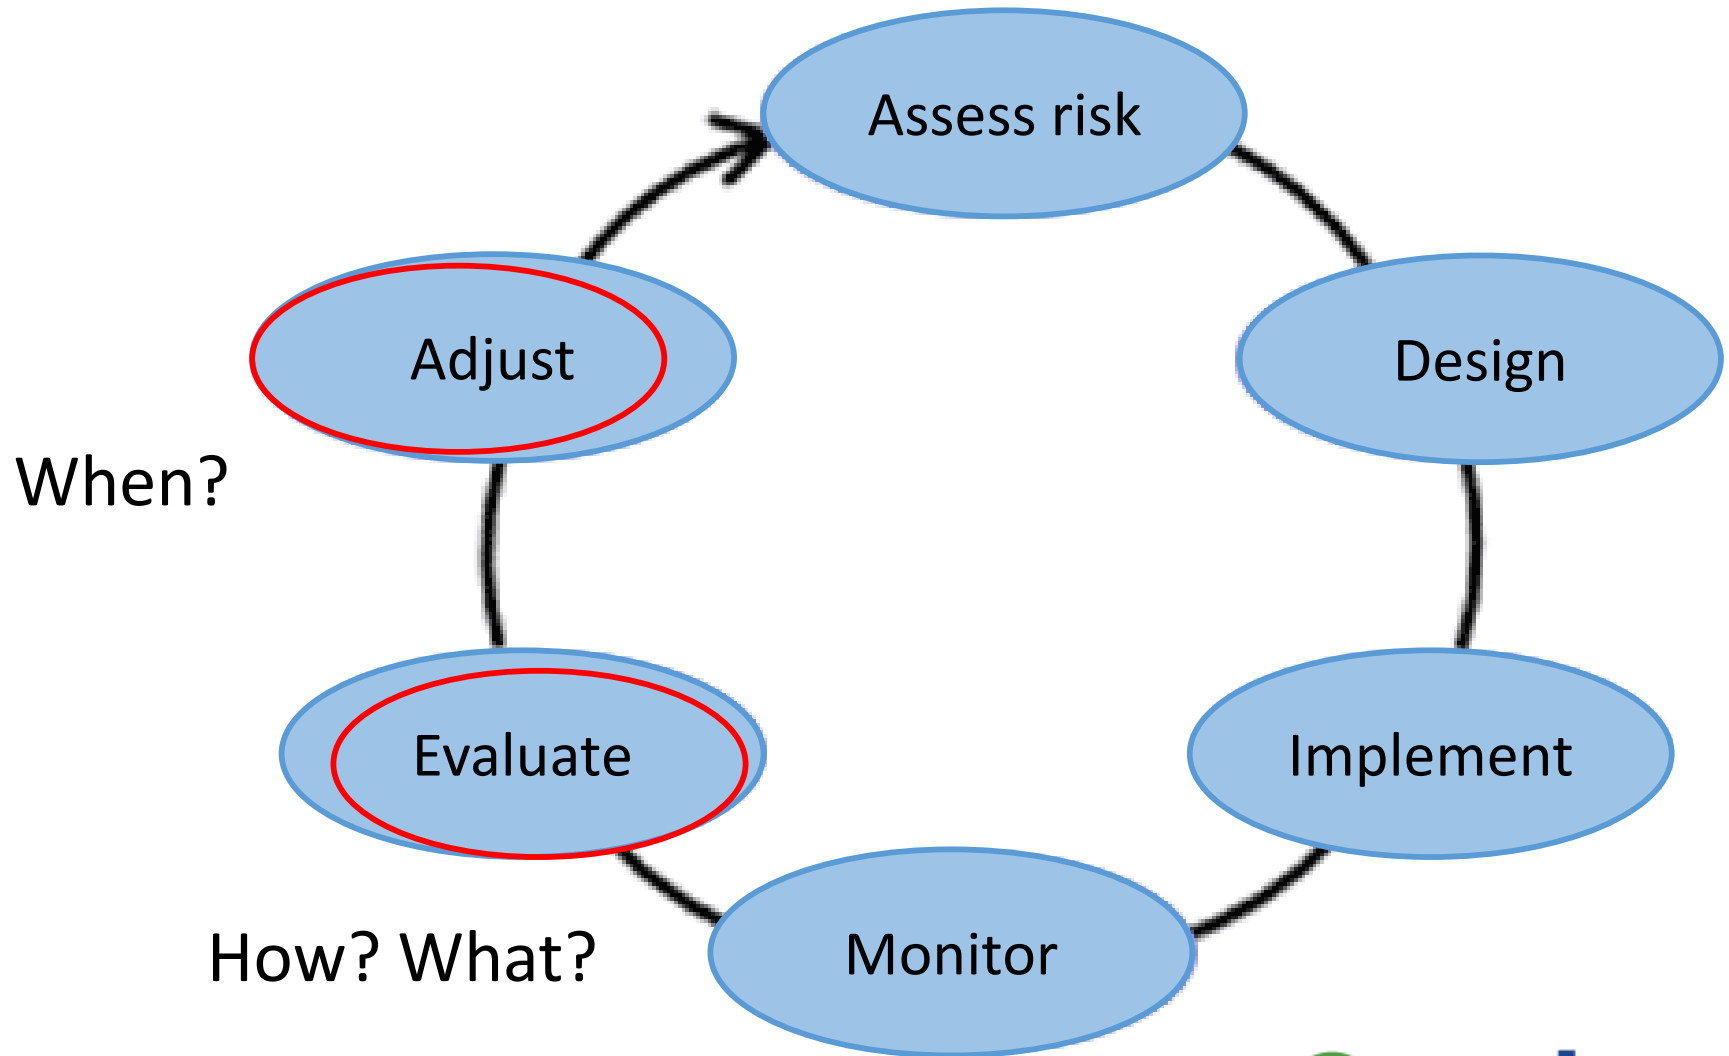 Assess risk
Adjust
Design
When?
Evaluate
Implement
How? What?
Monitor